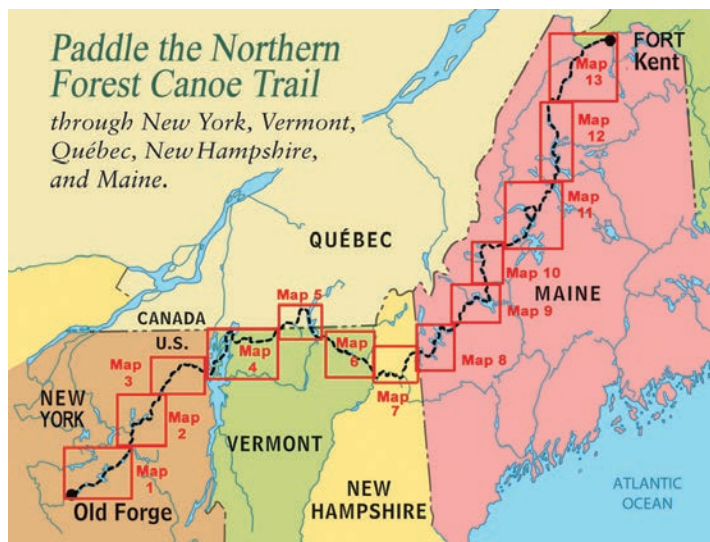 Paddle the Northern
Forest Canoe Trail
through New York, Vermont,
Québec, New Hampshire,
and Maine.
FORT
Kent
Map
13
Map
12
Map
11
QUÉBEC
Map 10
MAINE
Map 9
Map 5
CANADA
U.S.
Map
4
Map
6
Map 8
Map
3
Map
7
NEW
YORK
Map
2
VERMONT
Map
1
NEW
HAMPSHIRE
Old Forge
ATLANTIC
OCEAN